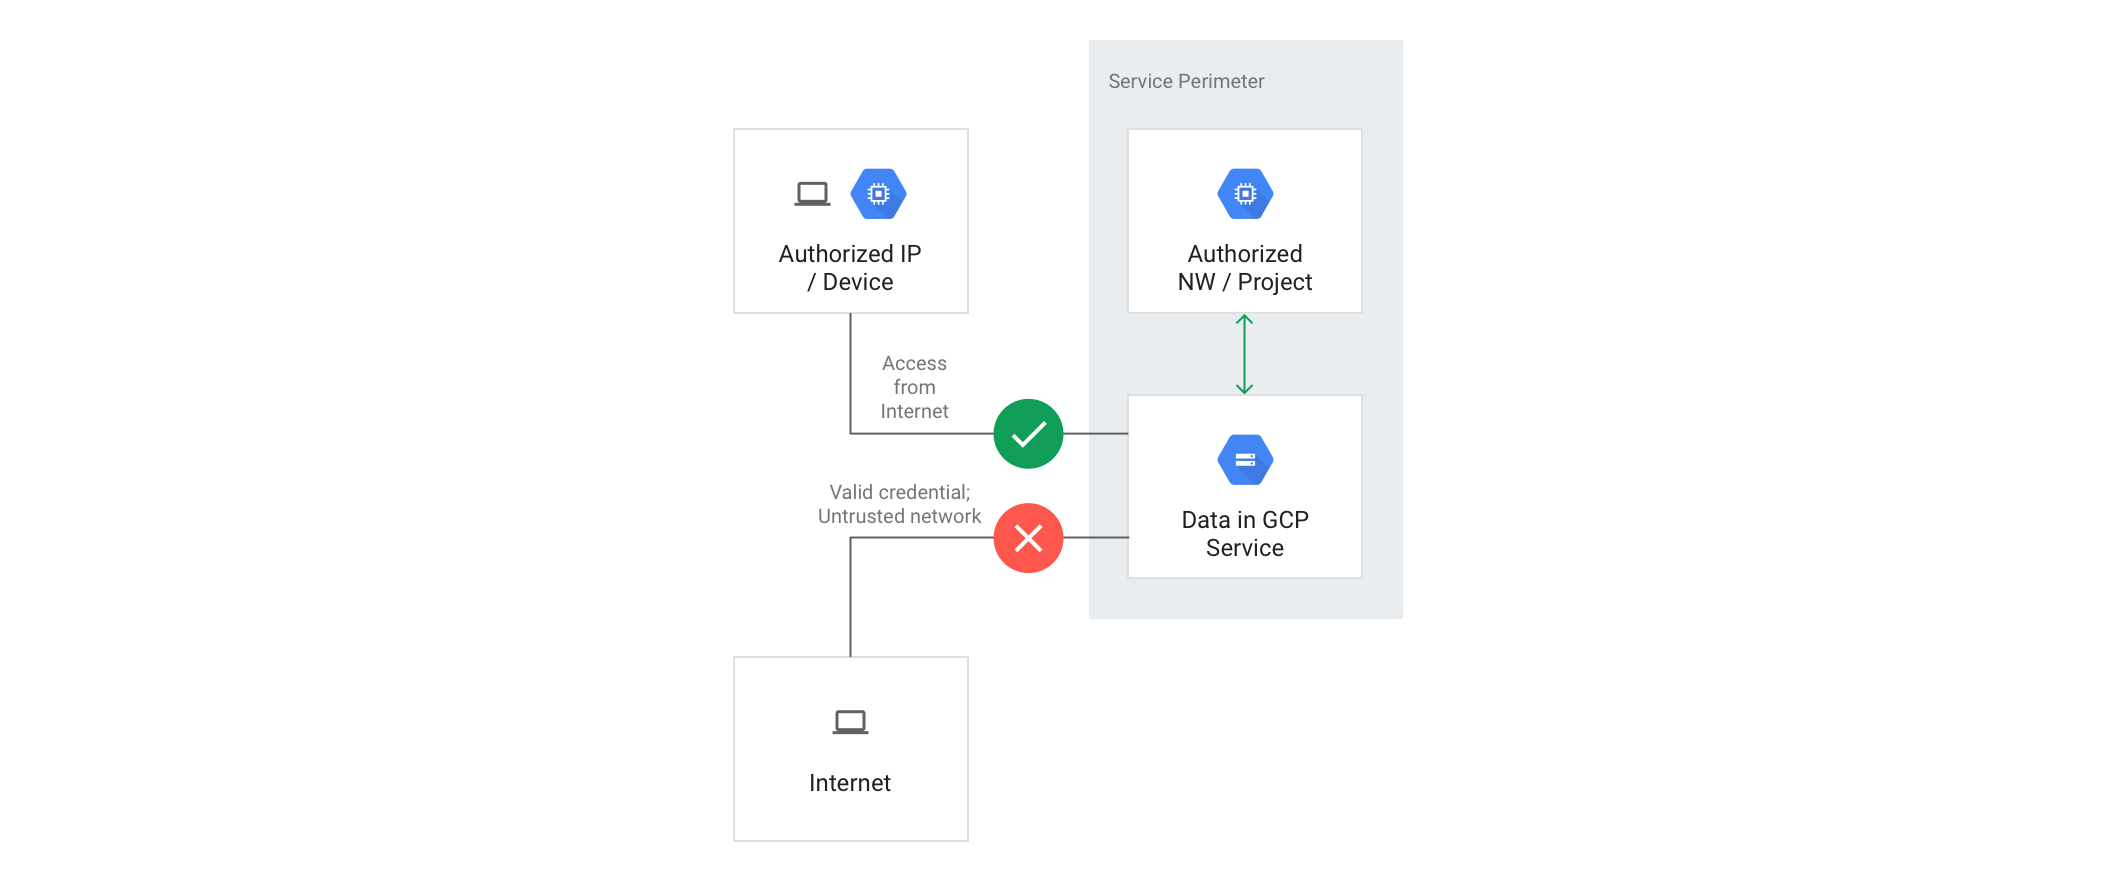 Service Perimeter
Authorized IP
/ Device
Authorized
NW / Project
Access
from
Internet
Valid credential;
Untrusted network
Data in GCP
Service
Internet